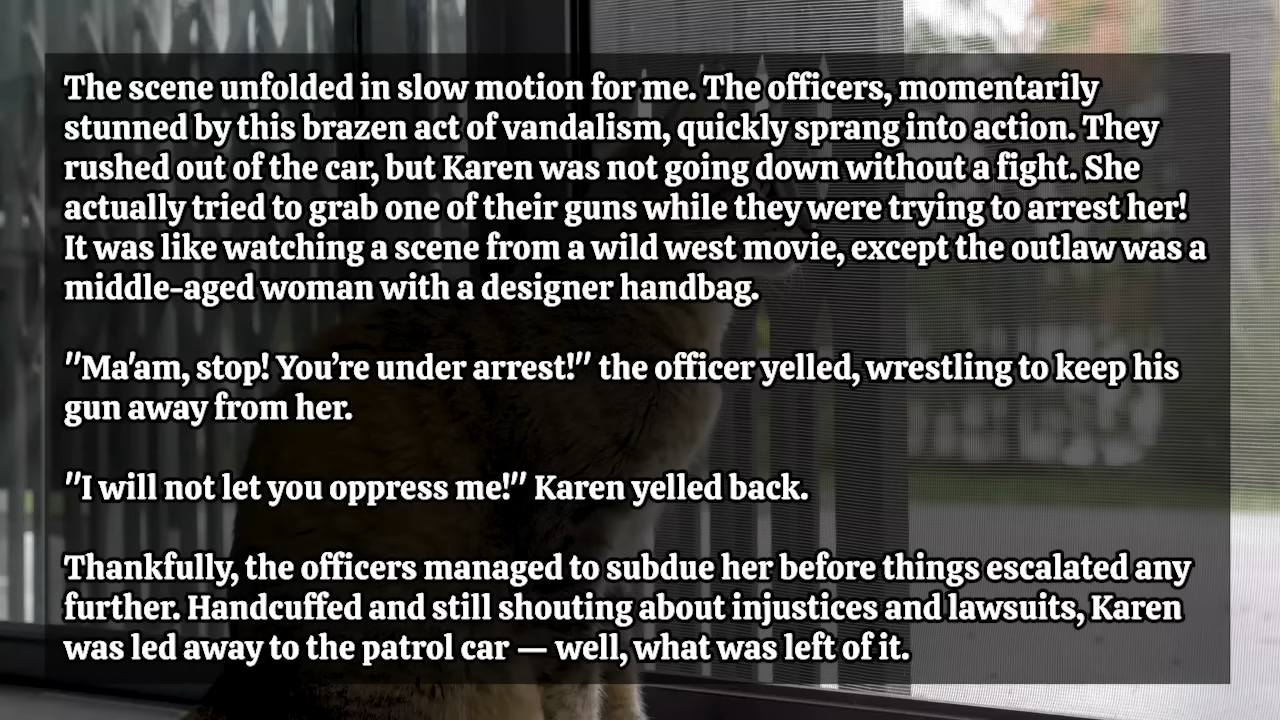 The scene unfolded in slow motion for me. The officers, momentarily
stunned by this brazen act of vandalism, quickly sprang into action. They
rushed out of the car, but Karen was not going down without a fight. She
actually tried to grab one of their guns while they were trying to arrest her!
It was like watching a scene from a wild west movie, except the outlaw was a
middle-aged woman with a designer handbag.
"Ma'am, stop! You’re under arrest!" the officer yelled, wrestling to keep his
gun away from her.
"I will not let you oppress me!" Karen yelled back.
Thankfully, the officers managed to subdue her before things escalated any
further. Handcuffed and still shouting about injustices and lawsuits, Karen
was led away to the patrol car — well, what was left of it.